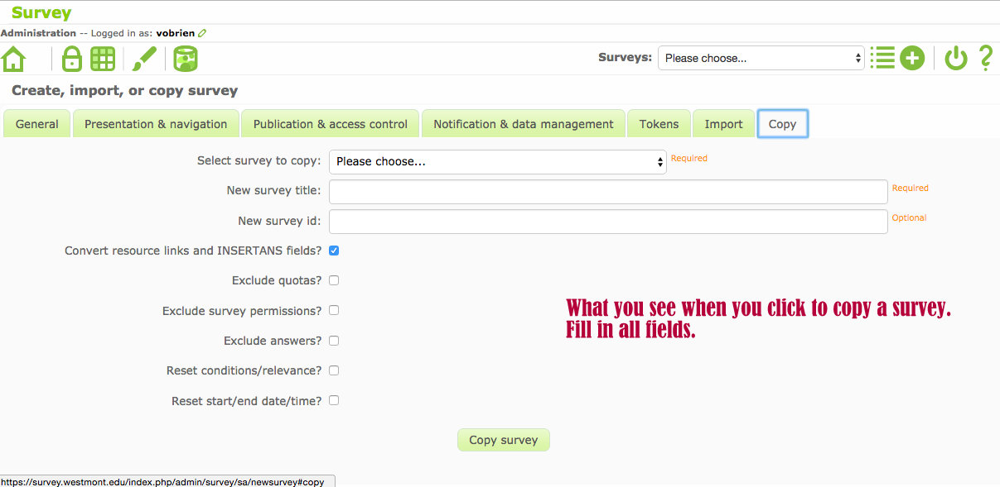 Survey
Administration -- Logged in as: vobrien
Surveys: Please choose...
Create, import, or copy survey
General Presentation & navigation Publication & access control Notification & data management Tokens Import Copy
Select survey to copy: Please choose... Required
New survey title: Required
New survey id: Optional
Convert resource links and INSERTANS fields?
Exclude quotas?
Exclude survey permissions?
What you see when you click to copy a survey.
Fill in all fields.
Exclude answers?
Reset conditions/relevance?
Reset start/end date/time?
Copy survey
https://survey.westmont.edu/index.php/admin/survey/sa/newsurvey#copy